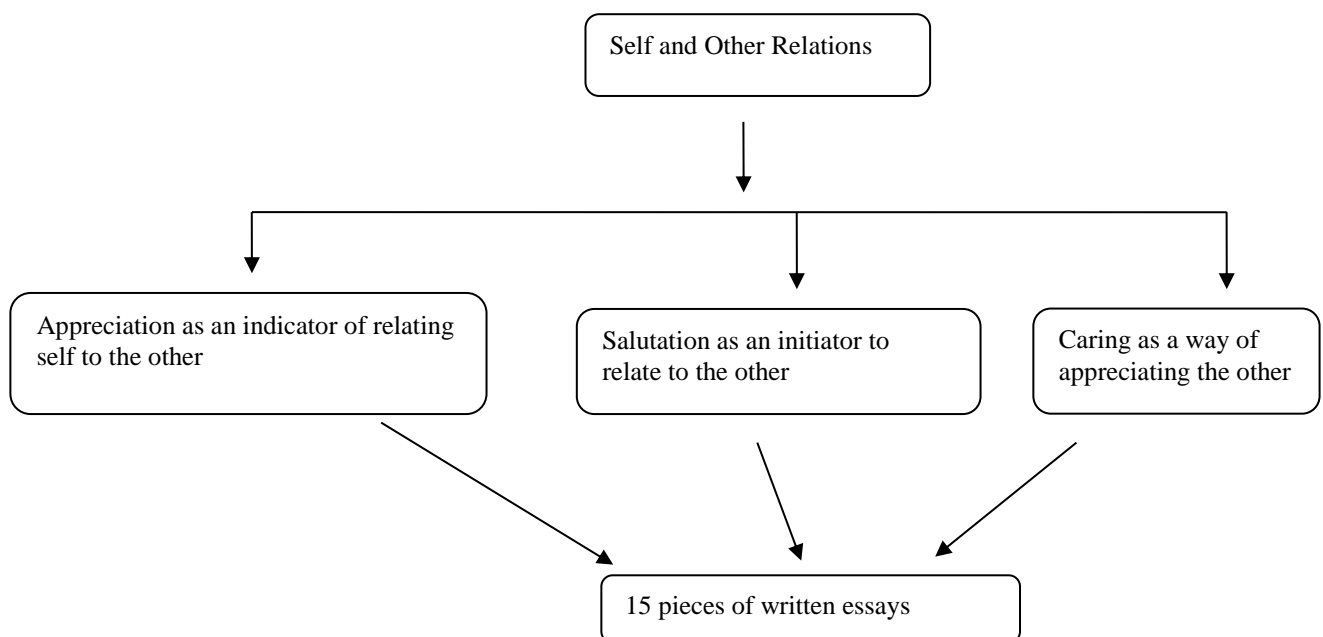 Self and Other Relations
Appreciation as an indicator of relating
self to the other
Salutation as an initiator to
relate to the other
Caring as a way of
appreciating the other
15 pieces of written essays